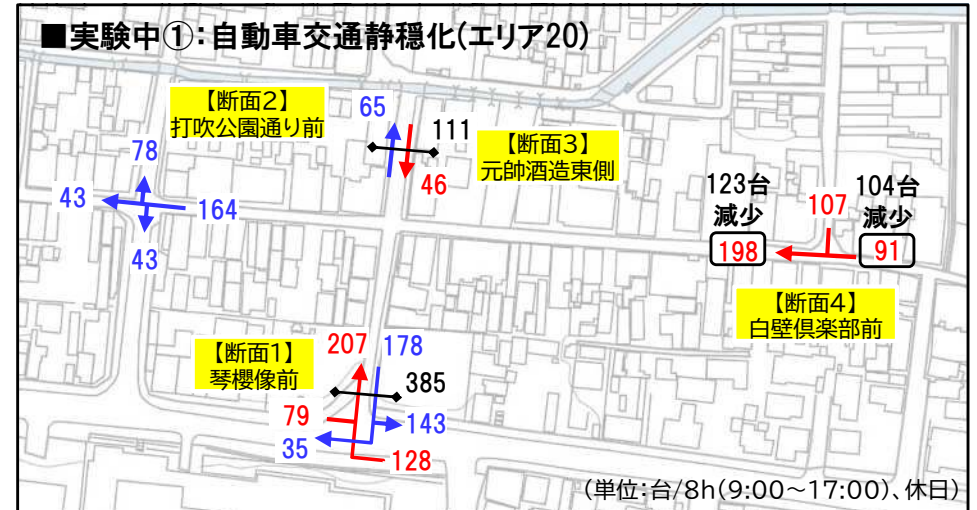 ■実験中①:自動車交通静穏化(エリア20)
【断面2】
打吹公園通り前
65
111
【断面3】
元帥酒造東側
46
78
43
164
43
123台
減少
104台
減少
107
198
91
【断面4】
白壁倶楽部前
【断面1】
琴櫻像前
207
178
385
79
143
35
128
(単位:台/8h(9:00～17:00)、休日)